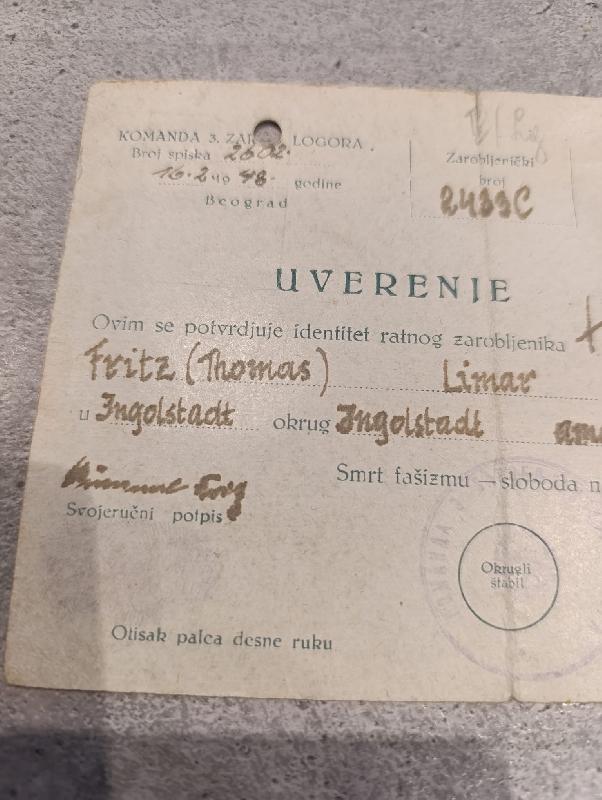 KOMANDA 3. ZAR LOGORA.
Broj spiska 2602.
16.2.1948. godine
Beograd
Zarobljenički
broj
2433C
UVERENJE
Ovim se potvrdjuje identitet ratnog zarobljenika
Fritz (Thomas) Limar
u Ingolstadt okrug Ingolstadt ame
Smrt fašizmu — sloboda n
Svojeručni potpis
Okrugli
štabil
Otisak palca desne ruku